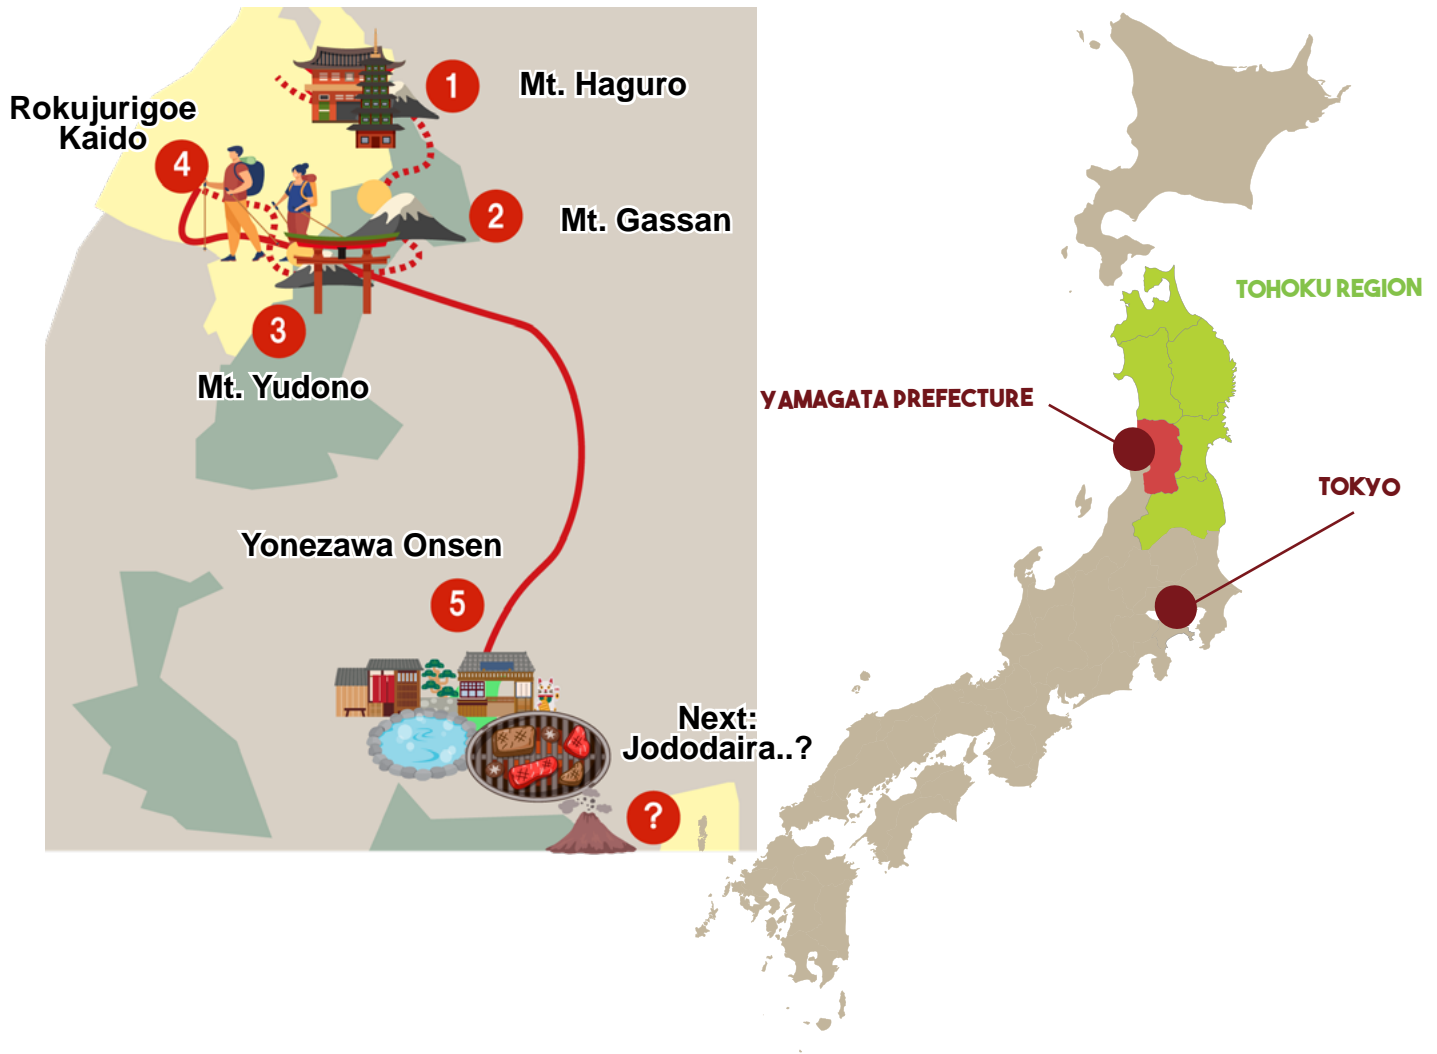 1
Mt. Haguro
Rokujurigoe
Kaido
4
2
Mt. Gassan
3
Mt. Yudono
Yonezawa Onsen
5
Next:
Jododaira..?
?
TOHOKU REGION
YAMAGATA PREFECTURE
TOKYO